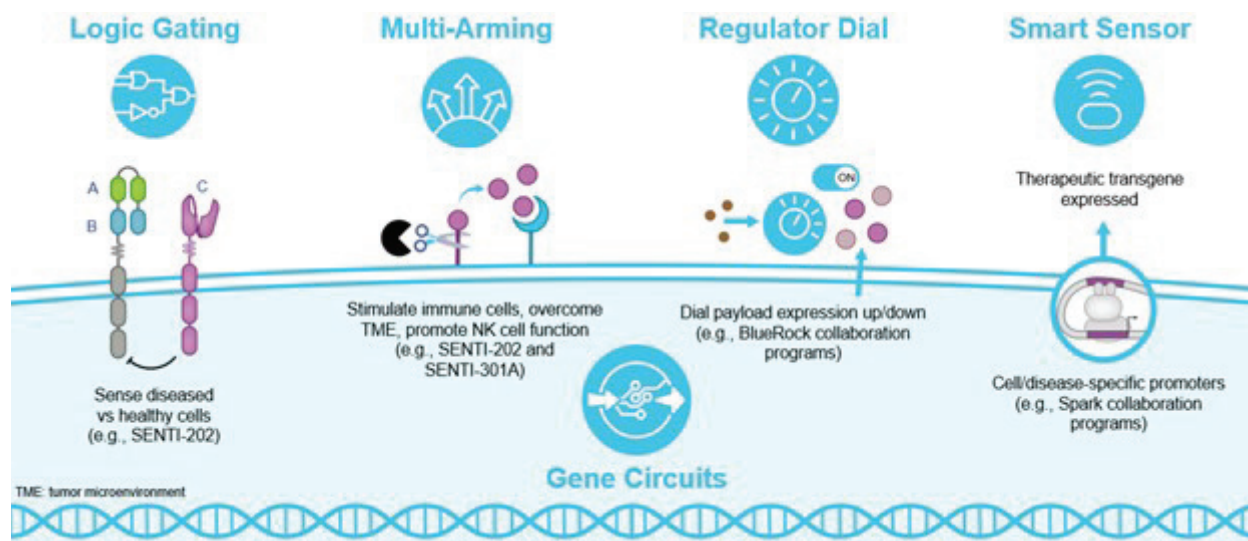 Logic Gating
Multi-Arming
Regulator Dial
Smart Sensor
A
B
C
ON
Therapeutic transgene
expressed
Stimulate immune cells, overcome
TME, promote NK cell function
(e.g., SENTI-202 and
SENTI-301A)
Dial payload expression up/down
(e.g., BlueRock collaboration
programs)
Cell/disease-specific promoters
(e.g., Spark collaboration
programs)
Sense diseased
vs healthy cells
(e.g., SENTI-202)
Gene Circuits
TME: tumor microenvironment